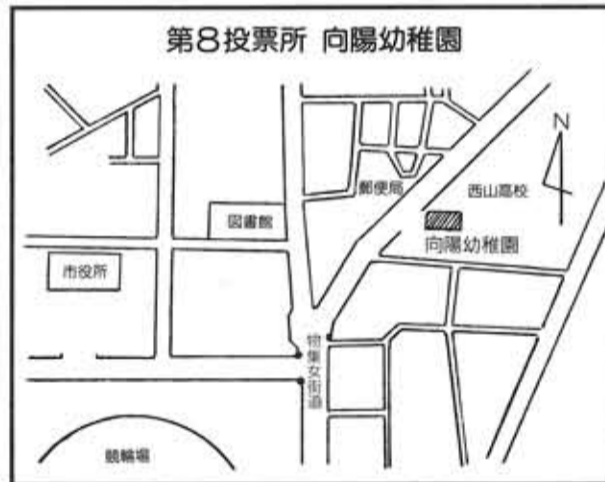 第8投票所 向陽幼稚園
N
郵便局
西山高校
図書館
向陽幼稚園
市役所
物集女街道
競輪場